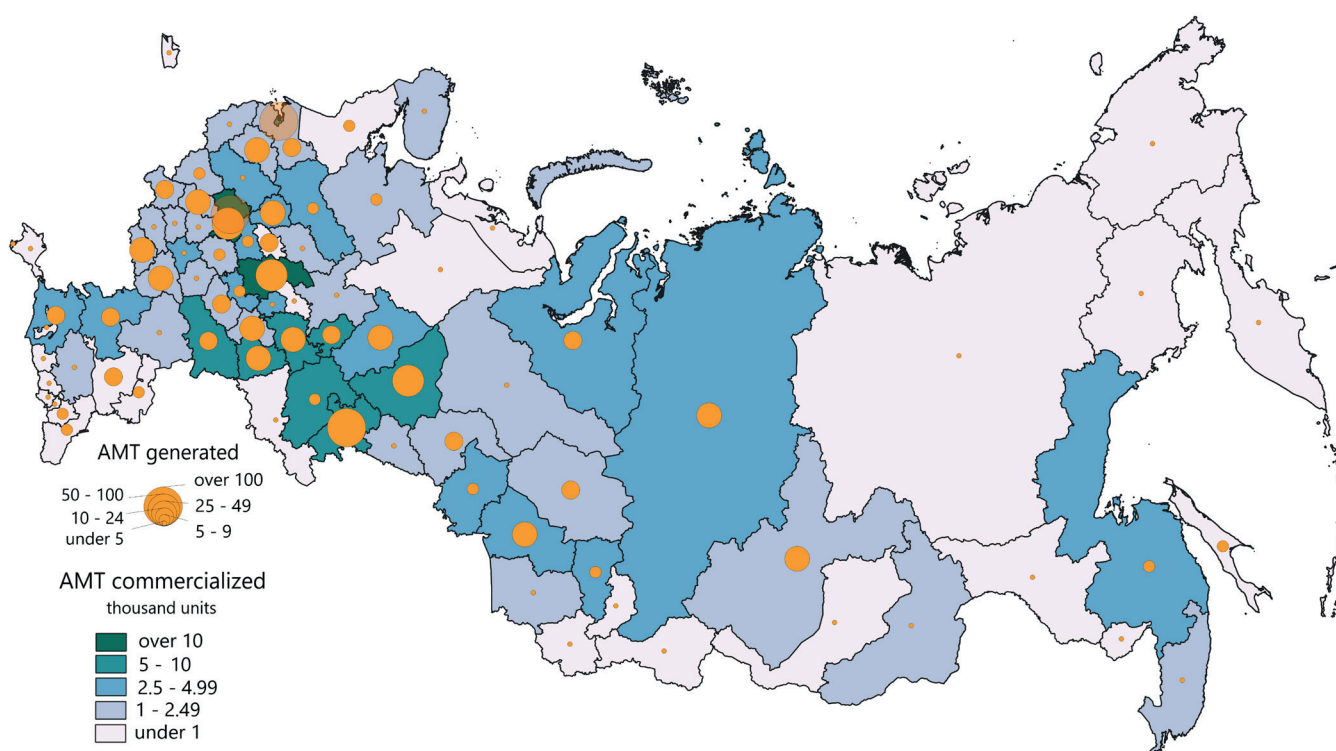 AMT generated
over 100
50 - 100
25 - 49
10 - 24
5 - 9
under 5
AMT commercialized
thousand units
over 10
5 - 10
2.5 - 4.99
1 - 2.49
under 1